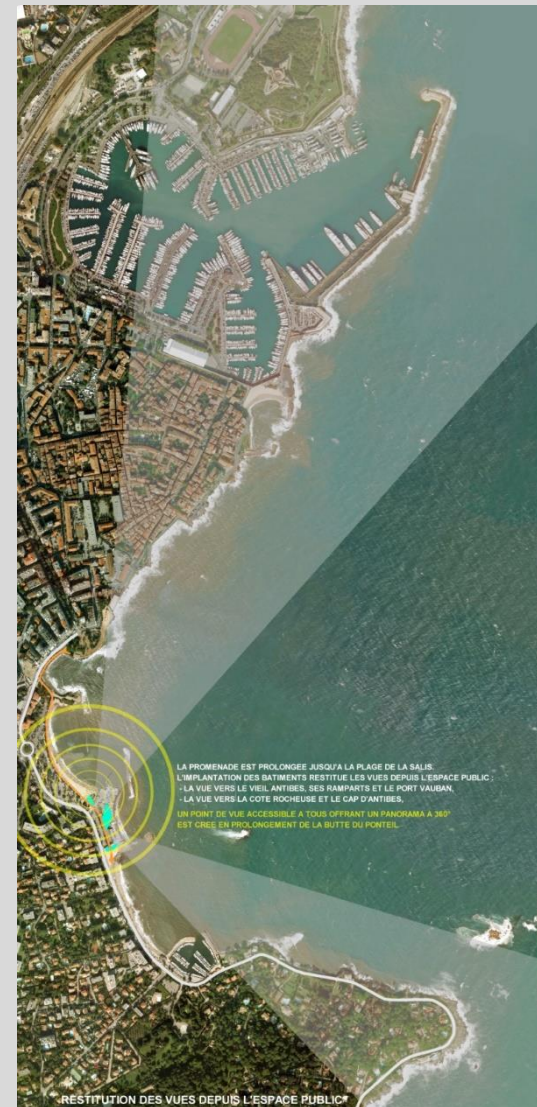 LA PROMENADE EST PROLONGEE JUSQU'A LA PLAGE DE LA SALIS.
L'IMPLANTATION DES BATIMENTS RESTITUE LES VUES DEPUIS L'ESPACE PUBLIC :
- LA VUE VERS LE VIEIL ANTIBES, SES RAMPARTS ET LE PORT VAUBAN,
- LA VUE VERS LA COTE ROCHEUSE ET LE CAP D'ANTIBES,
UN POINT DE VUE ACCESSIBLE A TOUS OFFRANT UN PANORAMA A 360°
EST CREE EN PROLONGEMENT DE LA BUTTE DU PONTEIL.
RESTITUTION DES VUES DEPUIS L'ESPACE PUBLIC